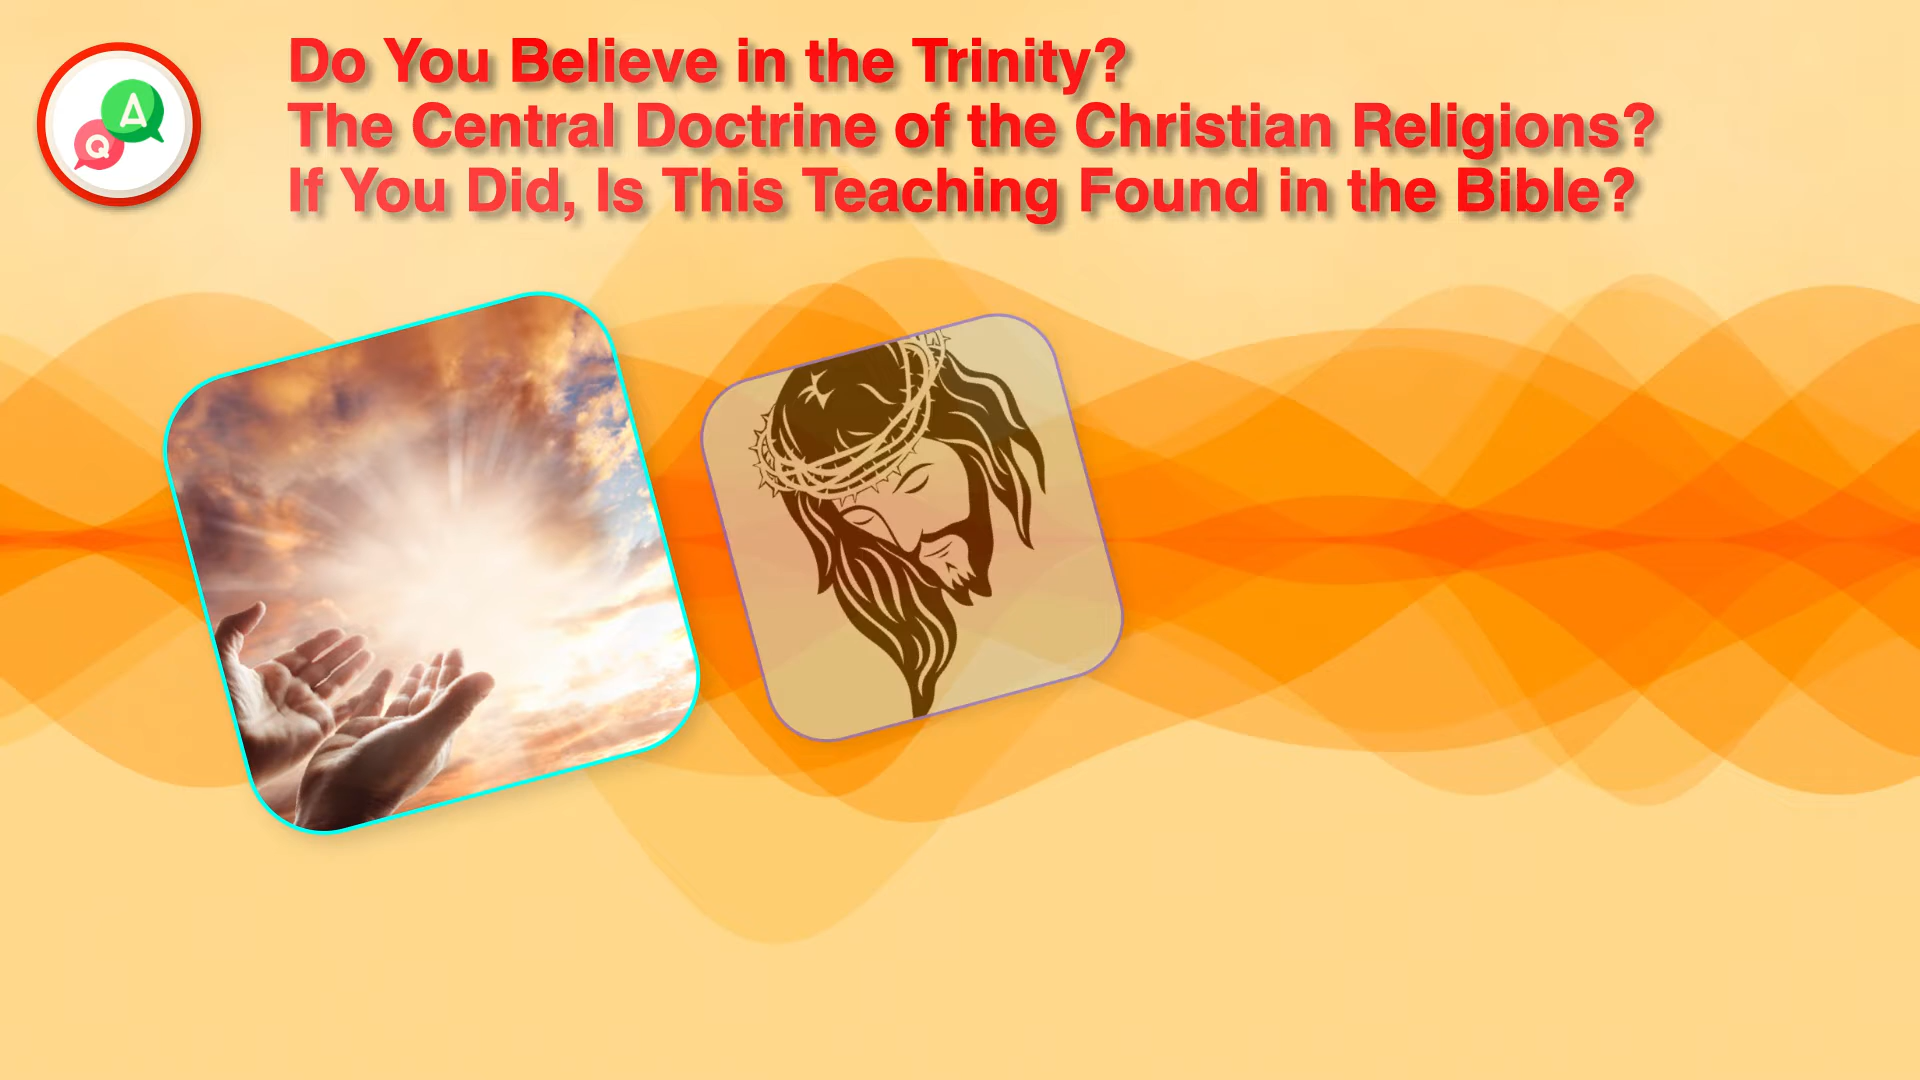 Do You Believe in the Trinity?
The Central Doctrine of the Christian Religions?
If You Did, Is This Teaching Found in the Bible?
A
Q